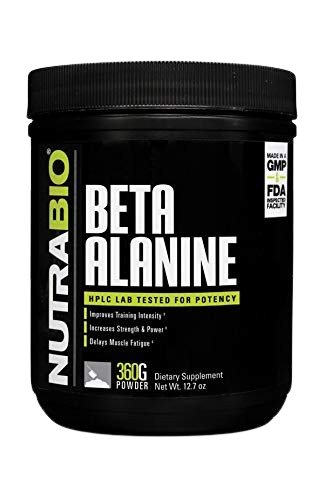 NUTRABIO®
BETA
ALANINE
HPLC LAB TESTED FOR POTENCY
Improves Training Intensity
Increases Strength & Power
Delays Muscle Fatigue
360G
POWDER
Dietary Supplement
Net Wt. 12.7 oz
MADE IN A
GMP
&
FDA
INSPECTED
FACILITY